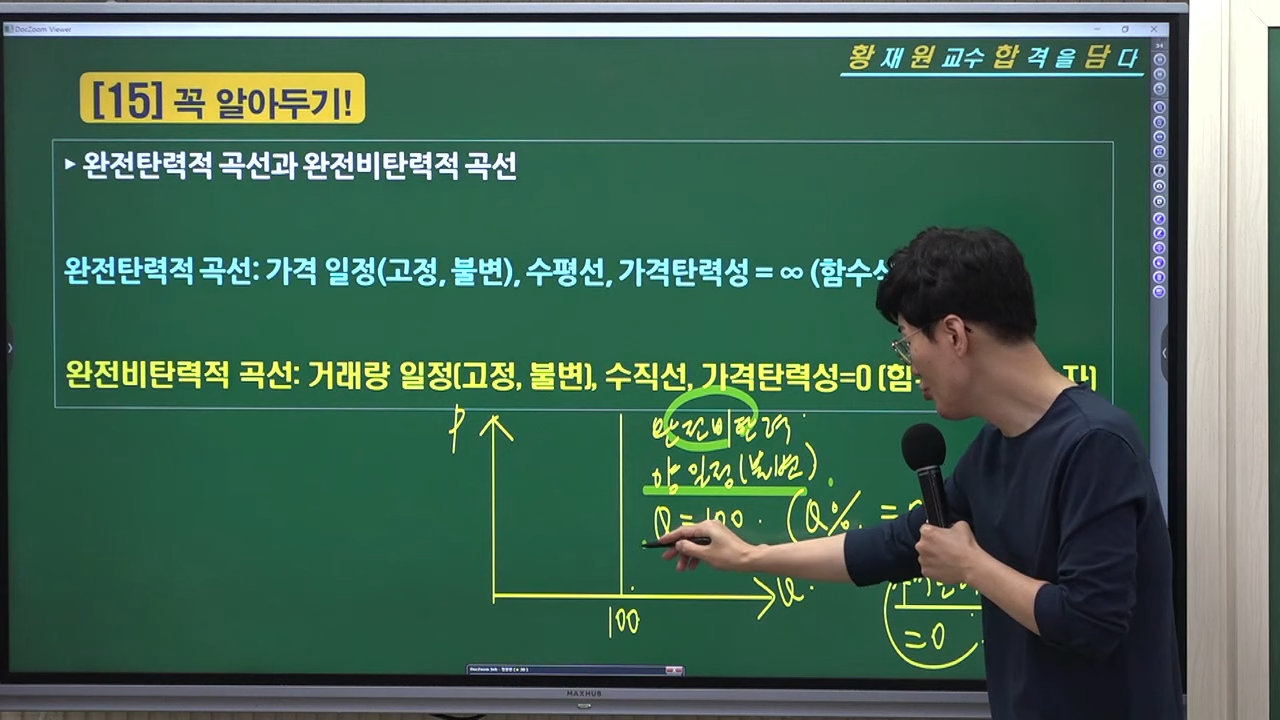 DocZoom Viewer
황재원교수 합격을담다
[15] 꼭 알아두기!
▸ 완전탄력적 곡선과 완전비탄력적 곡선
완전탄력적 곡선: 가격 일정(고정, 불변), 수평선, 가격탄력성 = ∞ (함수식
완전비탄력적 곡선: 거래량 일정(고정, 불변), 수직선, 가격탄력성=0 (함 자)
P
완전비탄력
양 일정(불변)
Q = 100 (Q% =
Q
100
=0
MAXHUB